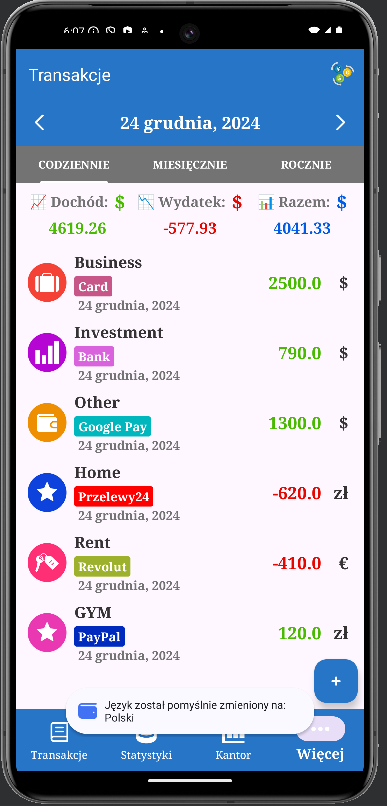 6:07
Transakcje
24 grudnia, 2024
CODZIENNIE MIESIĘCZNIE ROCZNIE
Dochód: $ Wydatek: $ Razem: $
4619.26 -577.93 4041.33
Business
Card 2500.0 $
24 grudnia, 2024
Investment
Bank 790.0 $
24 grudnia, 2024
Other
Google Pay 1300.0 $
24 grudnia, 2024
Home
Przelewy24 -620.0 zł
24 grudnia, 2024
Rent
Revolut -410.0 €
24 grudnia, 2024
GYM
PayPal 120.0 zł
24 grudnia, 2024
+
Język został pomyślnie zmieniony na:
Polski
Transakcje Statystyki Kantor Więcej